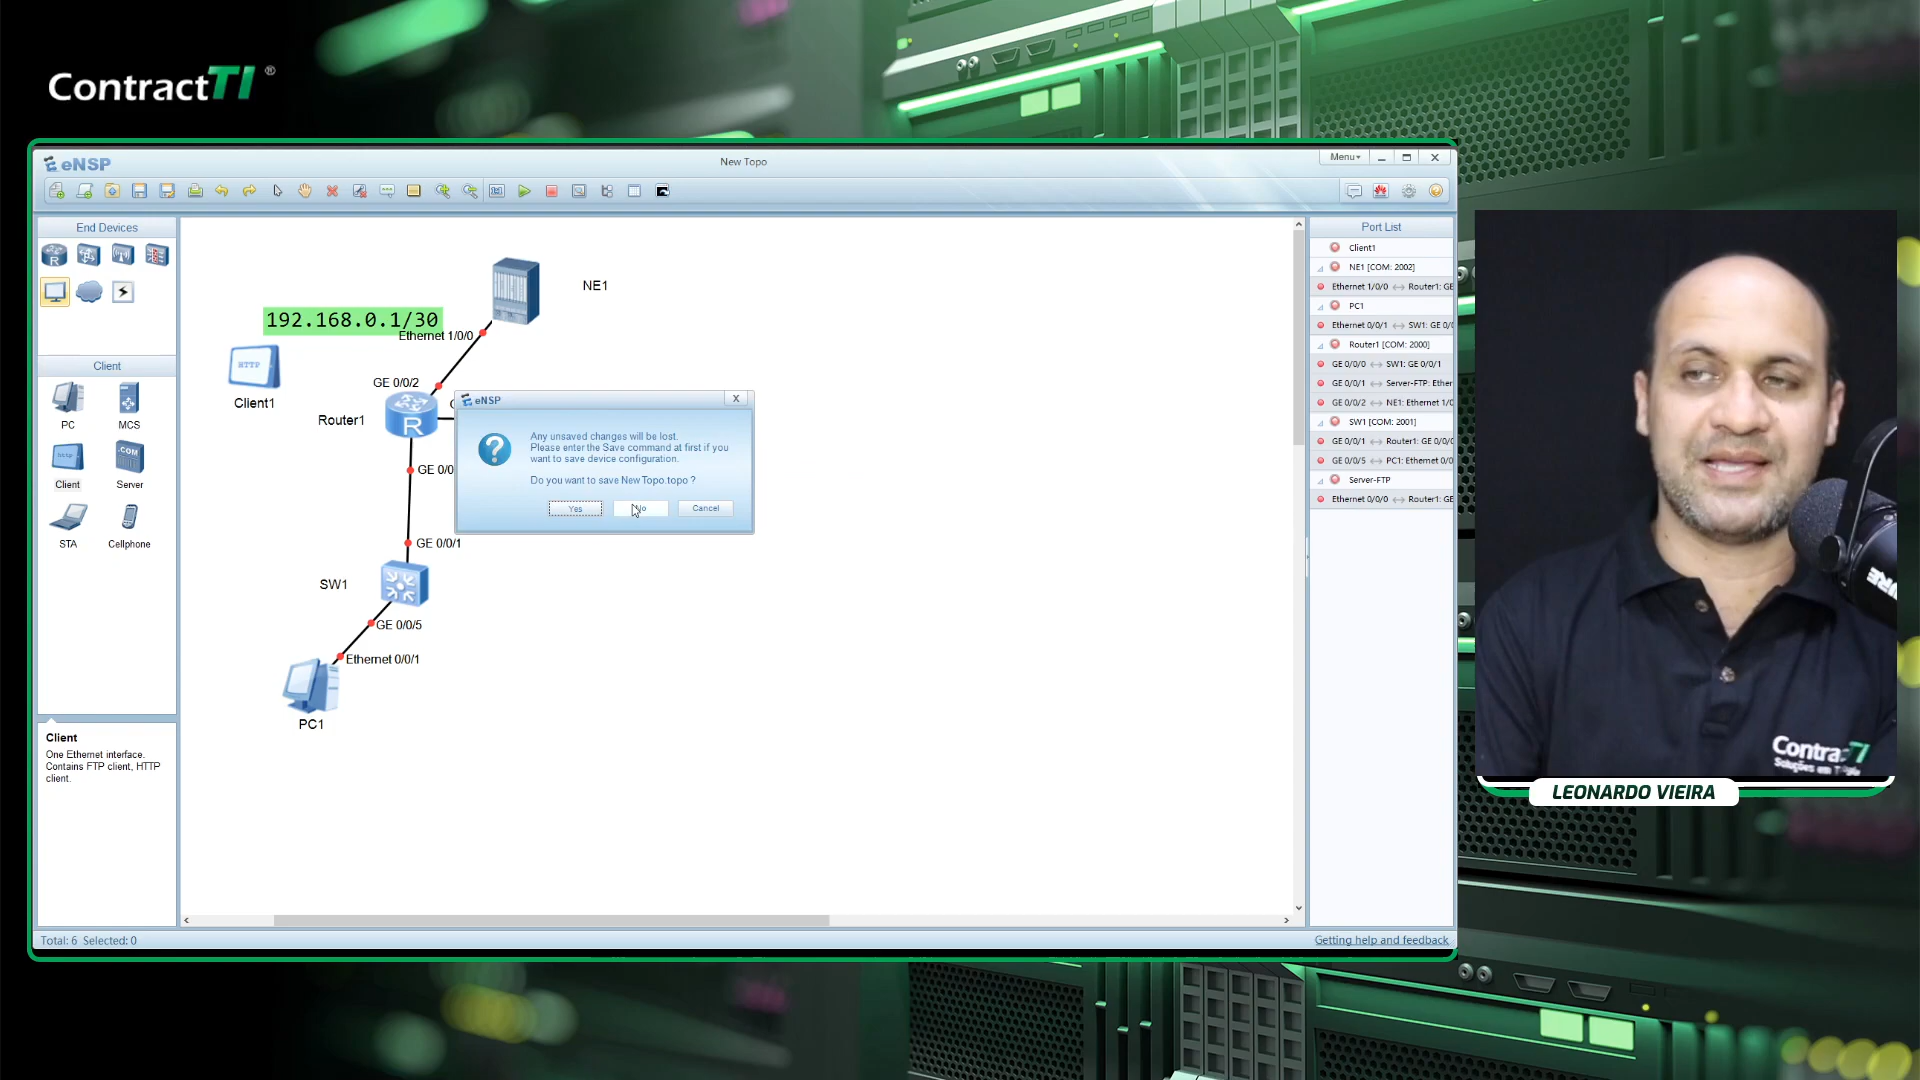 ContractTI ®
eNSP
New Topo
Menu
End Devices
R
Client
PC
MCS
HTTP
.COM
Client
Server
STA
Cellphone
Client
One Ethernet interface.
Contains FTP client, HTTP
client.
192.168.0.1/30
NE1
Ethernet 1/0/0
HTTP
Client1
GE 0/0/2
Router1
R
GE 0/0
GE 0/0/1
SW1
GE 0/0/5
Ethernet 0/0/1
PC1
eNSP
X
Any unsaved changes will be lost.
Please enter the Save command at first if you
want to save device configuration.
Do you want to save New Topo.topo ?
Yes
Cancel
Port List
Client1
NE1 [COM: 2002]
Ethernet 1/0/0 ↔ Router1: GE
PC1
Ethernet 0/0/1 ↔ SW1: GE 0/0
Router1 [COM: 2000]
GE 0/0/0 ↔ SW1: GE 0/0/1
GE 0/0/1 ↔ Server-FTP: Ether
GE 0/0/2 ↔ NE1: Ethernet 1/0
SW1 [COM: 2001]
GE 0/0/1 ↔ Router1: GE 0/0/0
GE 0/0/5 ↔ PC1: Ethernet 0/0
Server-FTP
Ethernet 0/0/0 ↔ Router1: GE
Total: 6 Selected: 0
Getting help and feedback
LEONARDO VIEIRA